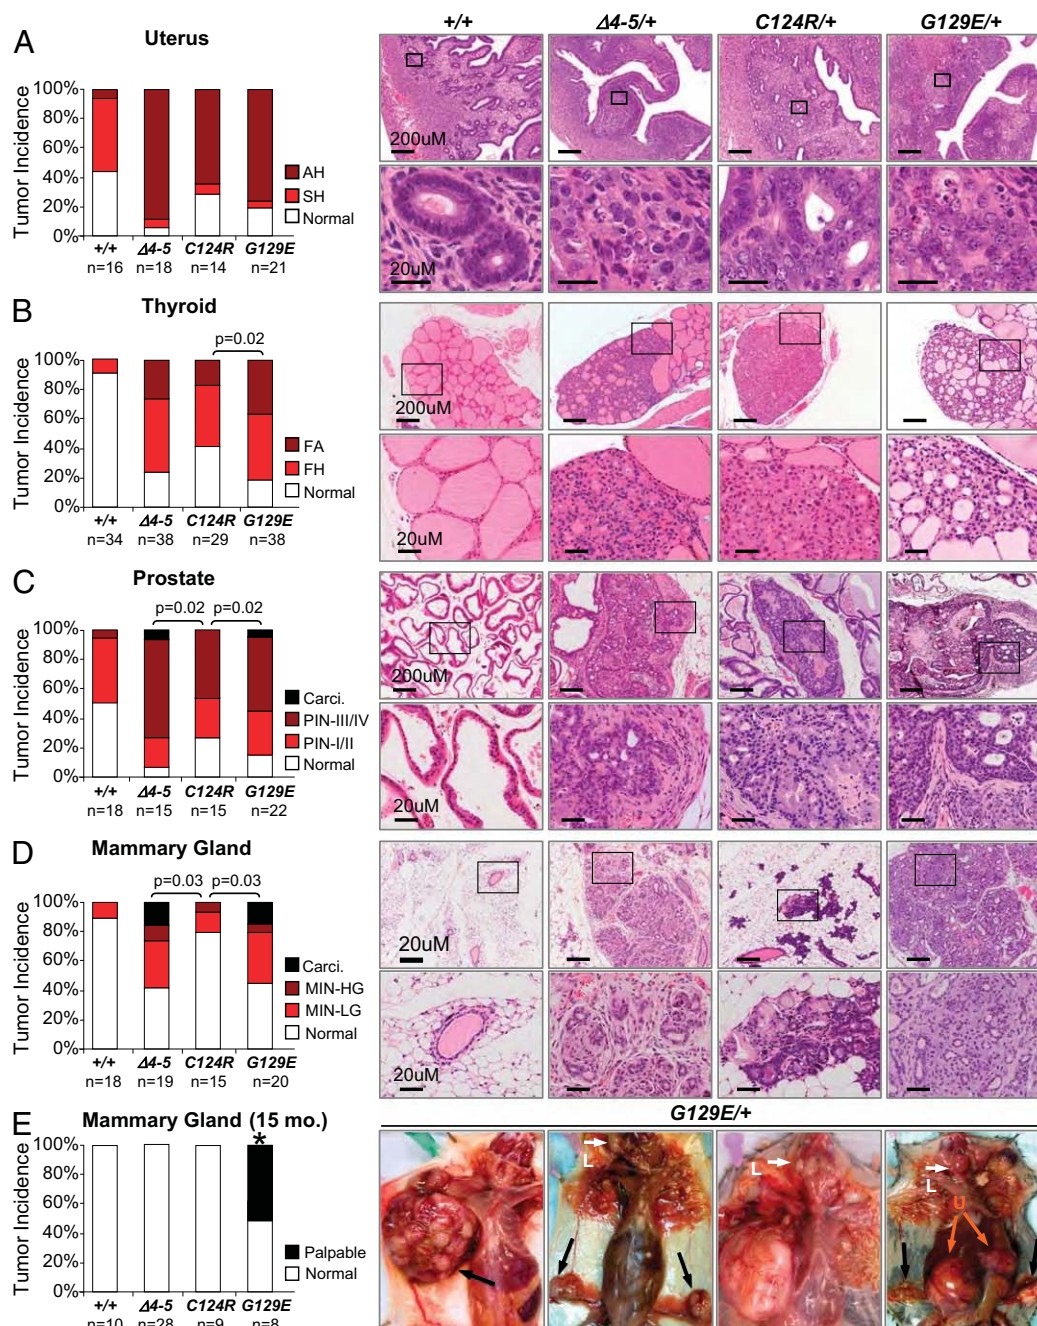 +/+ Δ4-5/+ C124R/+ G129E/+
A Uterus
Tumor Incidence
100%
80%
60%
40%
20%
0%
AH
SH
Normal
+/+ Δ4-5 C124R G129E
n=16 n=18 n=14 n=21
200uM
20uM
B Thyroid
p=0.02
Tumor Incidence
100%
80%
60%
40%
20%
0%
FA
FH
Normal
+/+ Δ4-5 C124R G129E
n=34 n=38 n=29 n=38
200uM
20uM
C Prostate
p=0.02 p=0.02
Tumor Incidence
100%
80%
60%
40%
20%
0%
Carci.
PIN-III/IV
PIN-I/II
Normal
+/+ Δ4-5 C124R G129E
n=18 n=15 n=15 n=22
200uM
20uM
D Mammary Gland
p=0.03 p=0.03
Tumor Incidence
100%
80%
60%
40%
20%
0%
Carci.
MIN-HG
MIN-LG
Normal
+/+ Δ4-5 C124R G129E
n=18 n=19 n=15 n=20
20uM
20uM
E Mammary Gland (15 mo.)
*
Tumor Incidence
100%
80%
60%
40%
20%
0%
Palpable
Normal
+/+ Δ4-5 C124R G129E
n=10 n=28 n=9 n=8
G129E/+
L
L
L
U